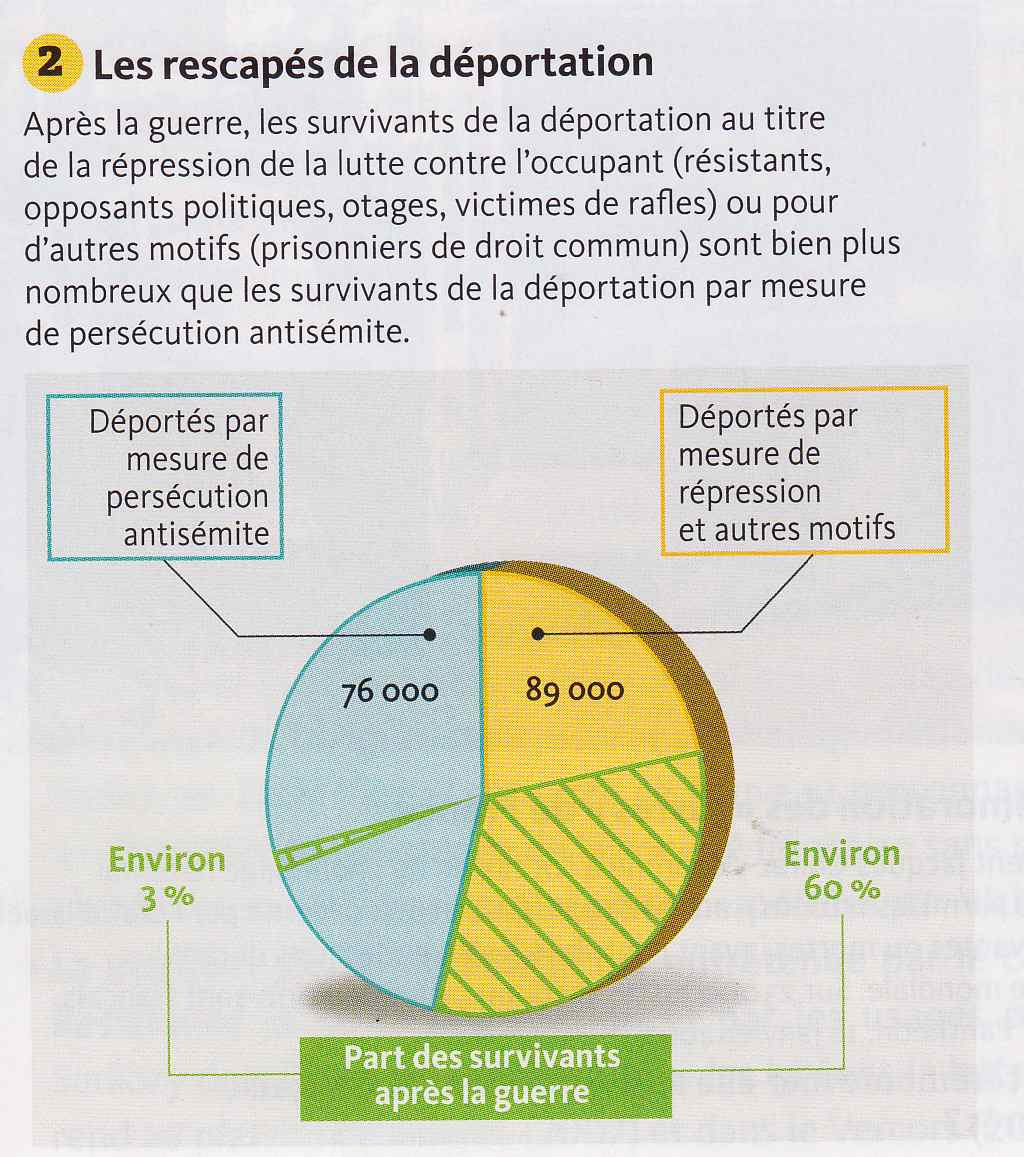 2 Les rescapés de la déportation
Après la guerre, les survivants de la déportation au titre
de la répression de la lutte contre l'occupant (résistants,
opposants politiques, otages, victimes de rafles) ou pour
d'autres motifs (prisonniers de droit commun) sont bien plus
nombreux que les survivants de la déportation par mesure
de persécution antisémite.
Déportés par
mesure de
persécution
antisémite
Déportés par
mesure de
répression
et autres motifs
76 000
89 000
Environ
3 %
Environ
60 %
Part des survivants
après la guerre